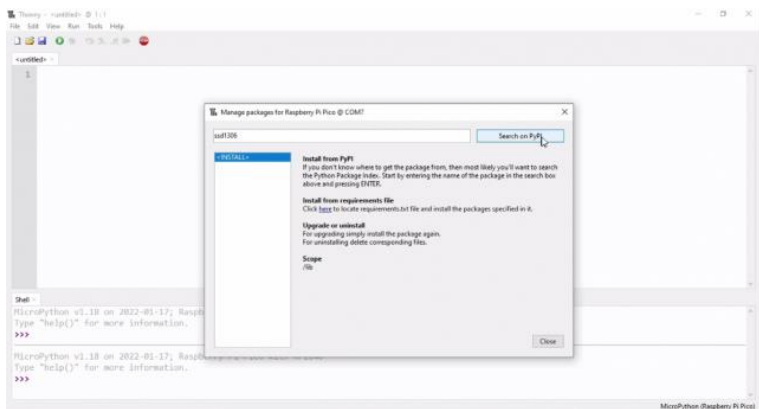 Thonny - <untitled> @ 1:1
File Edit View Run Tools Help
<untitled>
1
Manage packages for Raspberry Pi Pico @ COM7
ssd1306
Search on PyPI
<INSTALL>
Install from PyPI
If you don't know where to get the package from, then most likely you'll want to search
the Python Package Index. Start by entering the name of the package in the search box
above and pressing ENTER.
Install from requirements file
Click here to locate requirements.txt file and install the packages specified in it.
Upgrade or uninstall
For upgrading simply install the package again.
For uninstalling delete corresponding files.
Scope
/lib
Close
Shell
MicroPython v1.18 on 2022-01-17; Raspb
Type "help()" for more information.
>>>
MicroPython v1.18 on 2022-01-17; Raspberry Pi Pico with RP2040
Type "help()" for more information.
>>>
MicroPython (Raspberry Pi Pico)